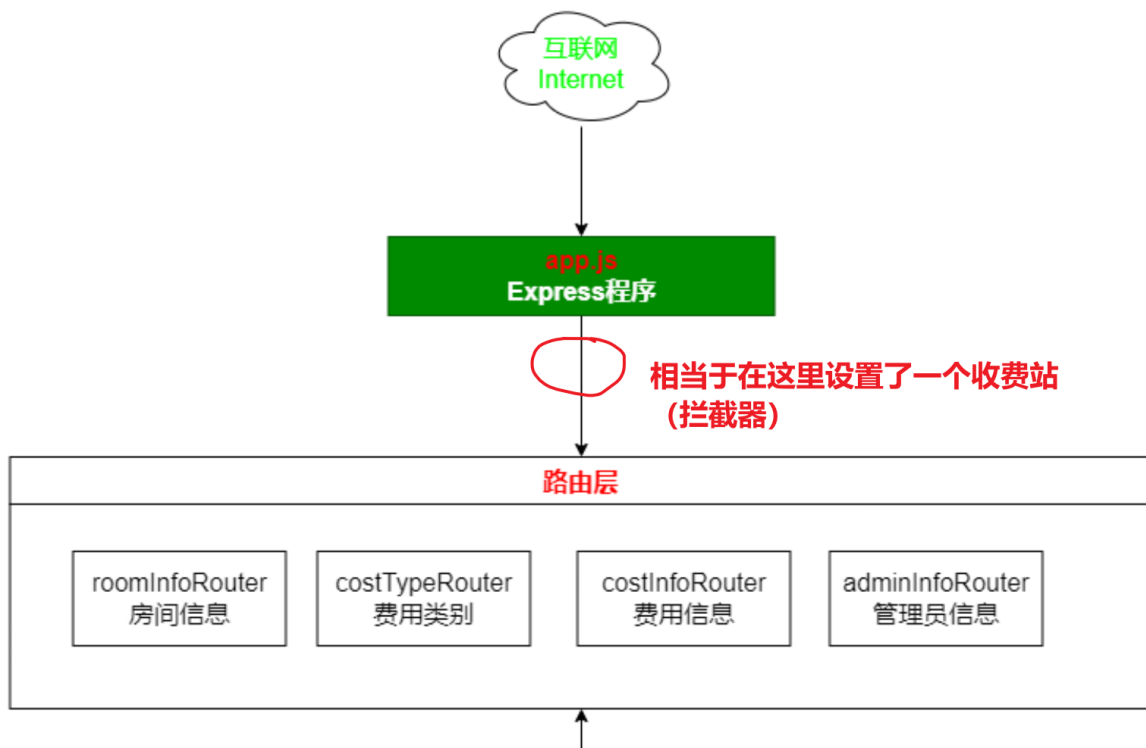 互联网
Internet
app.js
Express程序
相当于在这里设置了一个收费站
（拦截器）
路由层
roomInfoRouter
房间信息
costTypeRouter
费用类别
costInfoRouter
费用信息
adminInfoRouter
管理员信息